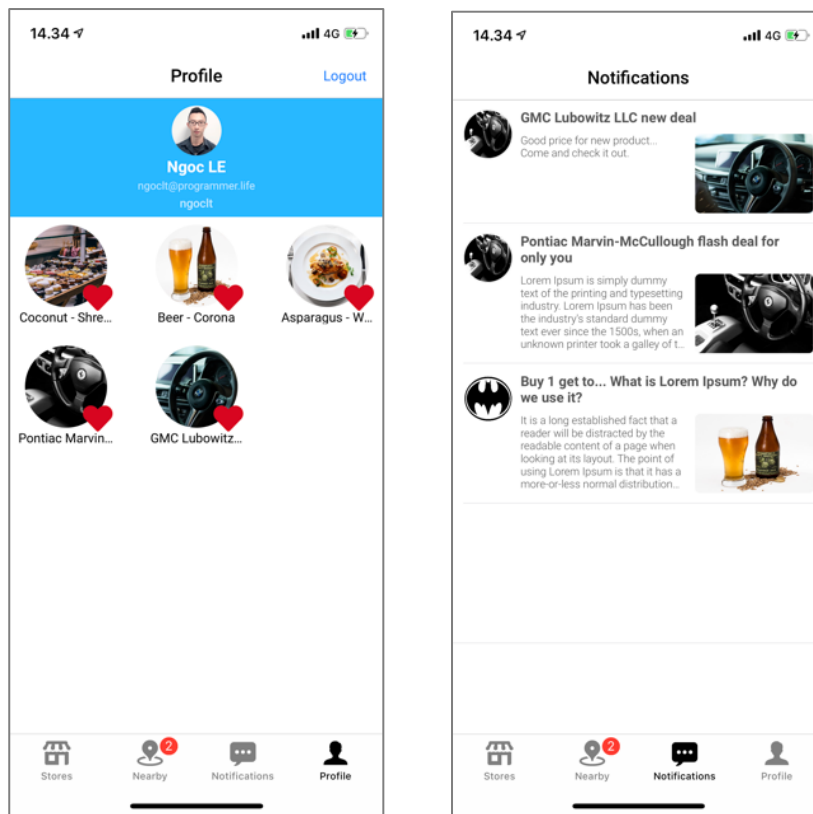 14.34
4G
Profile
Logout
Ngoc LE
ngoclt@programmer.life
ngoclt
Coconut - Shre...
Beer - Corona
Asparagus - W...
Pontiac Marvin...
GMC Lubowitz...
Stores
2
Nearby
Notifications
Profile
14.34
4G
Notifications
GMC Lubowitz LLC new deal
Good price for new product...
Come and check it out.
Pontiac Marvin-McCullough flash deal for
only you
Lorem Ipsum is simply dummy
text of the printing and typesetting
industry. Lorem Ipsum has been
the industry's standard dummy
text ever since the 1500s, when an
unknown printer took a galley of t...
Buy 1 get to... What is Lorem Ipsum? Why do
we use it?
It is a long established fact that a
reader will be distracted by the
readable content of a page when
looking at its layout. The point of
using Lorem Ipsum is that it has a
more-or-less normal distribution...
Stores
2
Nearby
Notifications
Profile